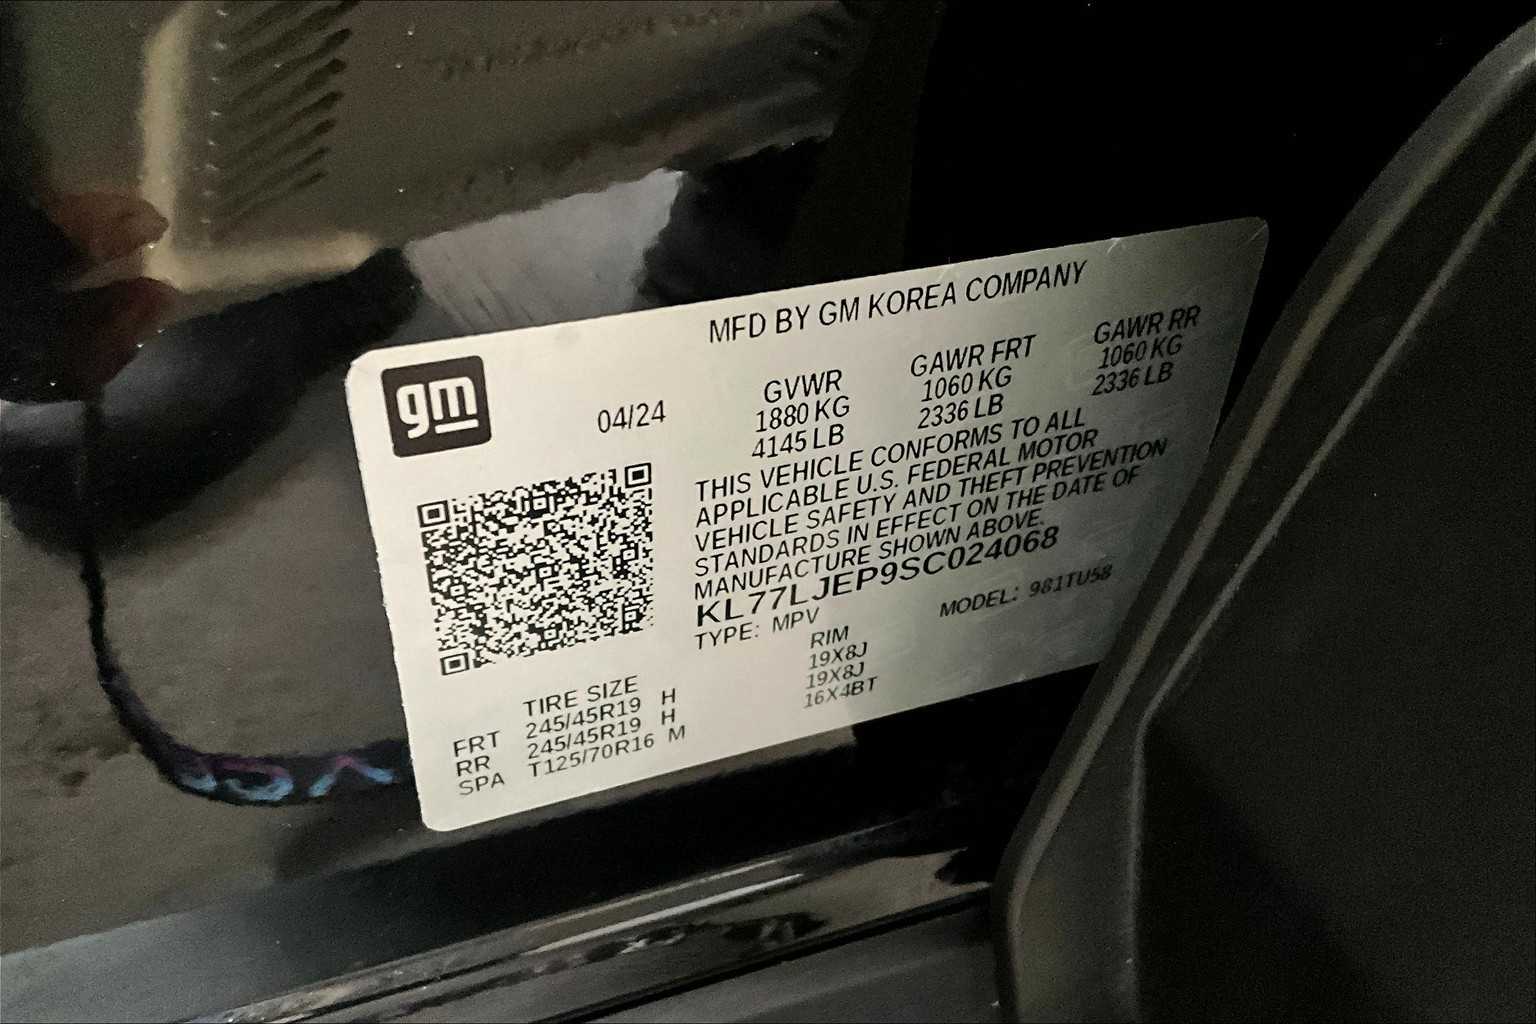 MFD BY GM KOREA COMPANY
gm
04/24
GVWR GAWR FRT GAWR RR
1880 KG 1060 KG 1060 KG
4145 LB 2336 LB 2336 LB
THIS VEHICLE CONFORMS TO ALL
APPLICABLE U.S. FEDERAL MOTOR
VEHICLE SAFETY AND THEFT PREVENTION
STANDARDS IN EFFECT ON THE DATE OF
MANUFACTURE SHOWN ABOVE.
KL77LJEP9SC024068
TYPE: MPV MODEL: 981TU58
TIRE SIZE RIM
FRT 245/45R19 H 19X8J
RR 245/45R19 H 19X8J
SPA T125/70R16 M 16X4BT